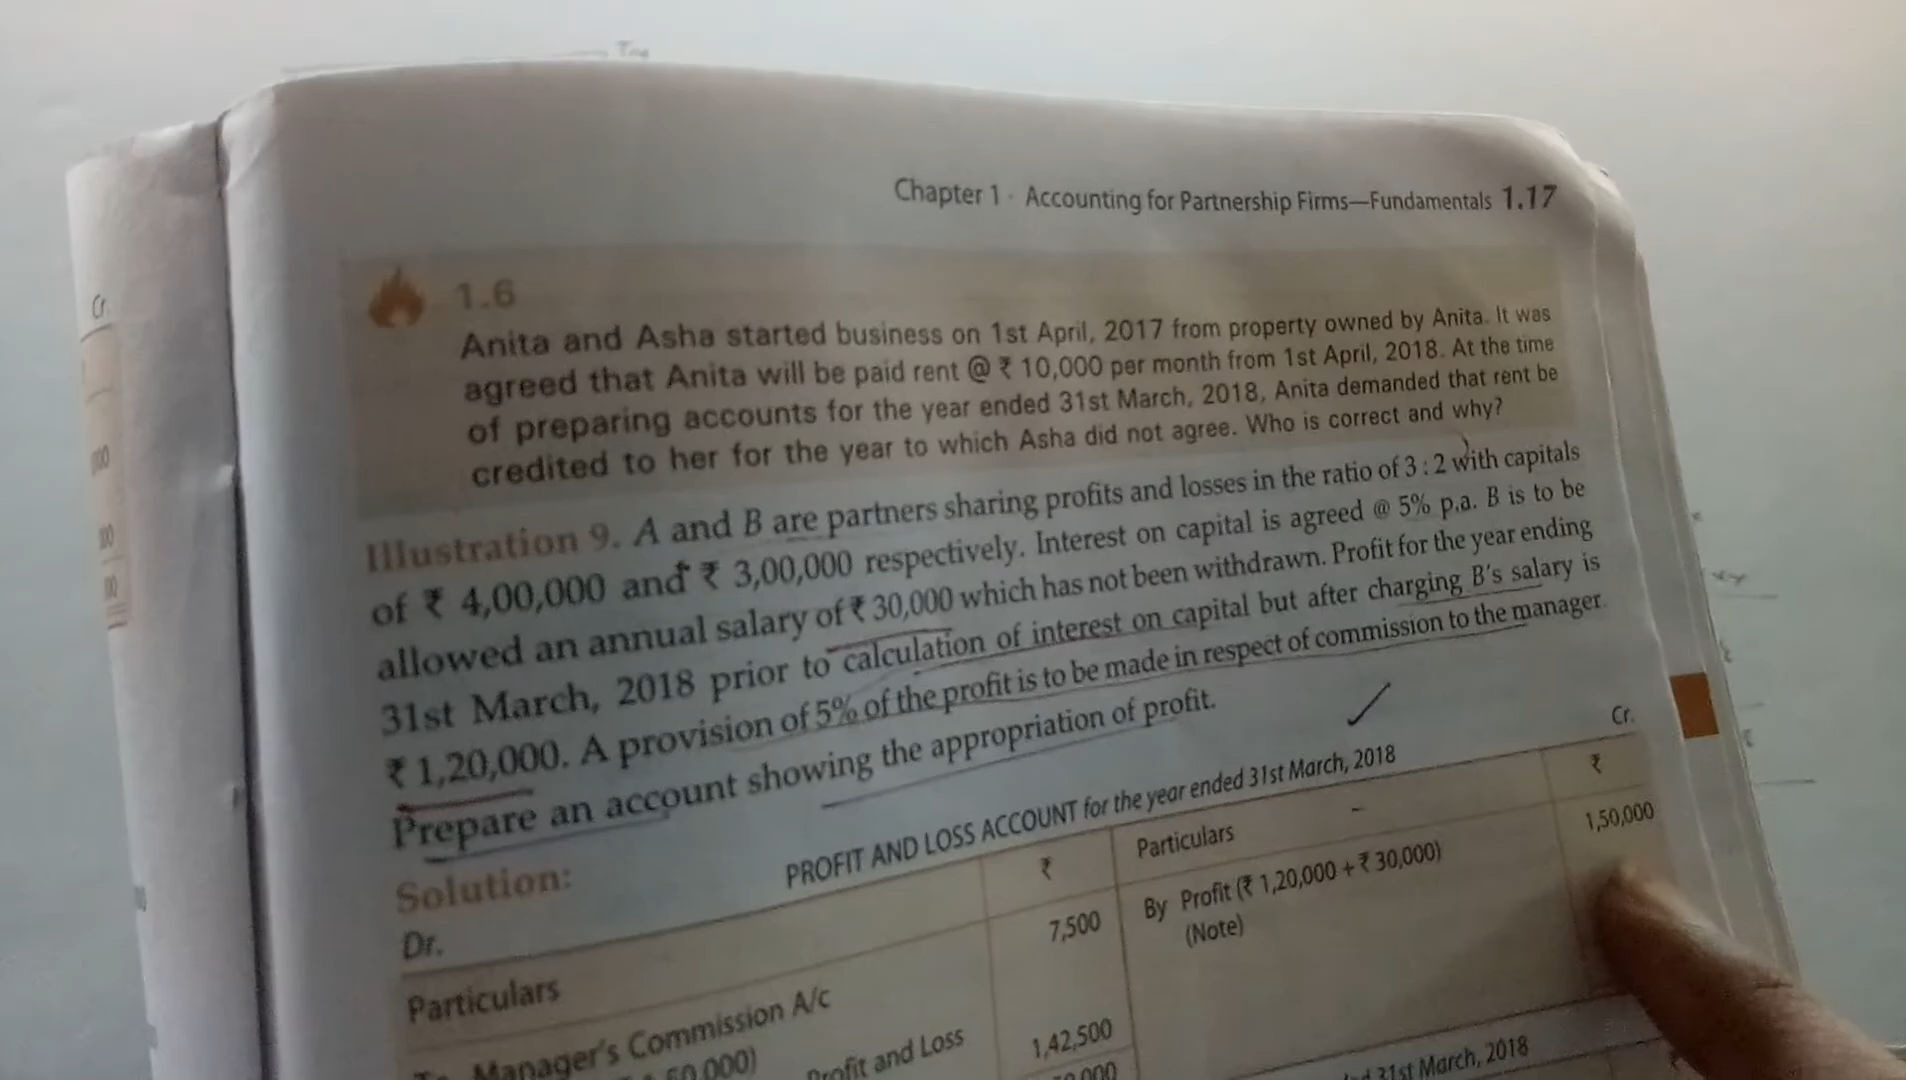 Chapter 1 · Accounting for Partnership Firms—Fundamentals 1.17
1.6
Anita and Asha started business on 1st April, 2017 from property owned by Anita. It was
agreed that Anita will be paid rent @ ₹ 10,000 per month from 1st April, 2018. At the time
of preparing accounts for the year ended 31st March, 2018, Anita demanded that rent be
credited to her for the year to which Asha did not agree. Who is correct and why?
Illustration 9. A and B are partners sharing profits and losses in the ratio of 3 : 2 with capitals
of ₹ 4,00,000 and ₹ 3,00,000 respectively. Interest on capital is agreed @ 5% p.a. B is to be
allowed an annual salary of ₹ 30,000 which has not been withdrawn. Profit for the year ending
31st March, 2018 prior to calculation of interest on capital but after charging B's salary is
₹ 1,20,000. A provision of 5% of the profit is to be made in respect of commission to the manager.
Prepare an account showing the appropriation of profit.
Solution:
PROFIT AND LOSS ACCOUNT for the year ended 31st March, 2018
Dr.
Cr.
Particulars ₹ Particulars ₹
To Manager's Commission A/c 7,500 By Profit (₹ 1,20,000 + ₹ 30,000) 1,50,000
(Note)
Profit and Loss 1,42,500
31st March, 2018
Cr.